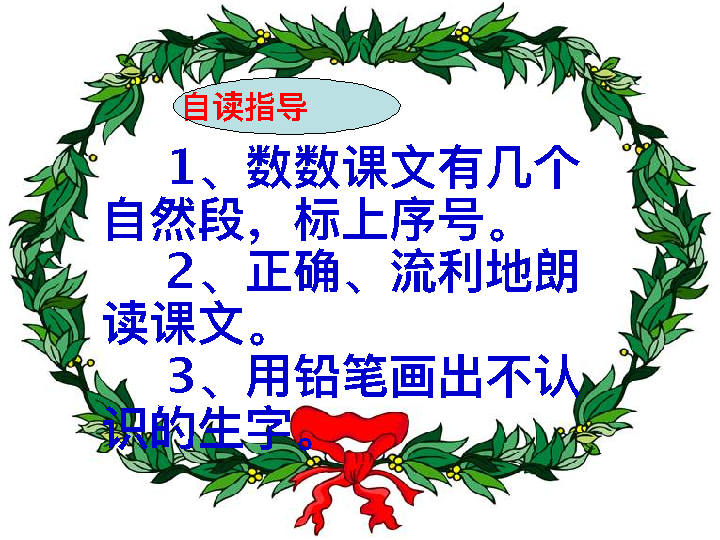 自读指导
1、数数课文有几个
自然段，标上序号。
2、正确、流利地朗
读课文。
3、用铅笔画出不认
识的生字。